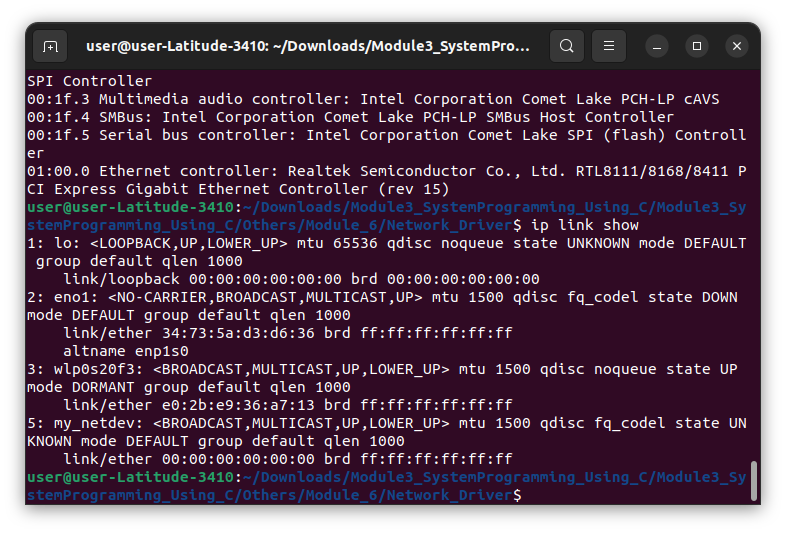 user@user-Latitude-3410: ~/Downloads/Module3_SystemPro...
SPI Controller
00:1f.3 Multimedia audio controller: Intel Corporation Comet Lake PCH-LP cAVS
00:1f.4 SMBus: Intel Corporation Comet Lake PCH-LP SMBus Host Controller
00:1f.5 Serial bus controller: Intel Corporation Comet Lake SPI (flash) Controll
er
01:00.0 Ethernet controller: Realtek Semiconductor Co., Ltd. RTL8111/8168/8411 P
CI Express Gigabit Ethernet Controller (rev 15)
user@user-Latitude-3410:~/Downloads/Module3_SystemProgramming_Using_C/Module3_Sy
stemProgramming_Using_C/Others/Module_6/Network_Driver$ ip link show
1: lo: <LOOPBACK,UP,LOWER_UP> mtu 65536 qdisc noqueue state UNKNOWN mode DEFAULT
 group default qlen 1000
    link/loopback 00:00:00:00:00:00 brd 00:00:00:00:00:00
2: eno1: <NO-CARRIER,BROADCAST,MULTICAST,UP> mtu 1500 qdisc fq_codel state DOWN
mode DEFAULT group default qlen 1000
    link/ether 34:73:5a:d3:d6:36 brd ff:ff:ff:ff:ff:ff
    altname enp1s0
3: wlp0s20f3: <BROADCAST,MULTICAST,UP,LOWER_UP> mtu 1500 qdisc noqueue state UP
mode DORMANT group default qlen 1000
    link/ether e0:2b:e9:36:a7:13 brd ff:ff:ff:ff:ff:ff
5: my_netdev: <BROADCAST,MULTICAST,UP,LOWER_UP> mtu 1500 qdisc fq_codel state UN
KNOWN mode DEFAULT group default qlen 1000
    link/ether 00:00:00:00:00:00 brd ff:ff:ff:ff:ff:ff
user@user-Latitude-3410:~/Downloads/Module3_SystemProgramming_Using_C/Module3_Sy
stemProgramming_Using_C/Others/Module_6/Network_Driver$